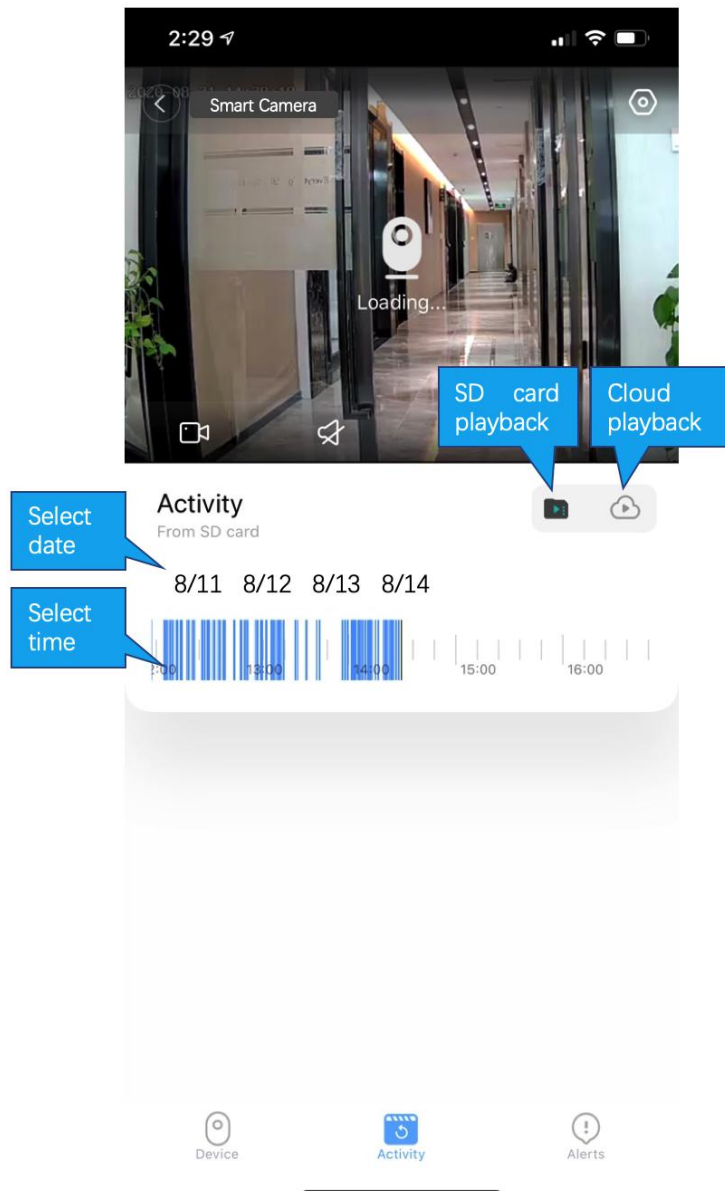 2:29
Smart Camera
Loading...
SD card
playback
Cloud
playback
Activity
From SD card
Select
date
8/11 8/12 8/13 8/14
Select
time
13:00 14:00 15:00 16:00
Device Activity Alerts